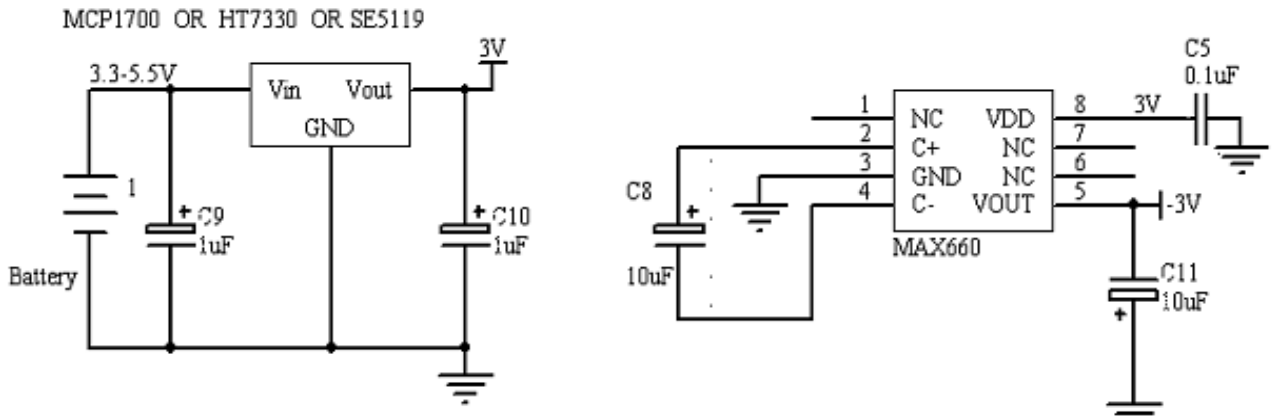 MCP1700 OR HT7330 OR SE5119
3.3-5.5V
Vin Vout
GND
3V
1
+ C9
1uF
+ C10
1uF
Battery
C5
0.1uF
1 NC VDD 8 3V
2 C+ NC 7
3 GND NC 6
4 C- VOUT 5 -3V
MAX660
C8
+
10uF
C11
10uF
+